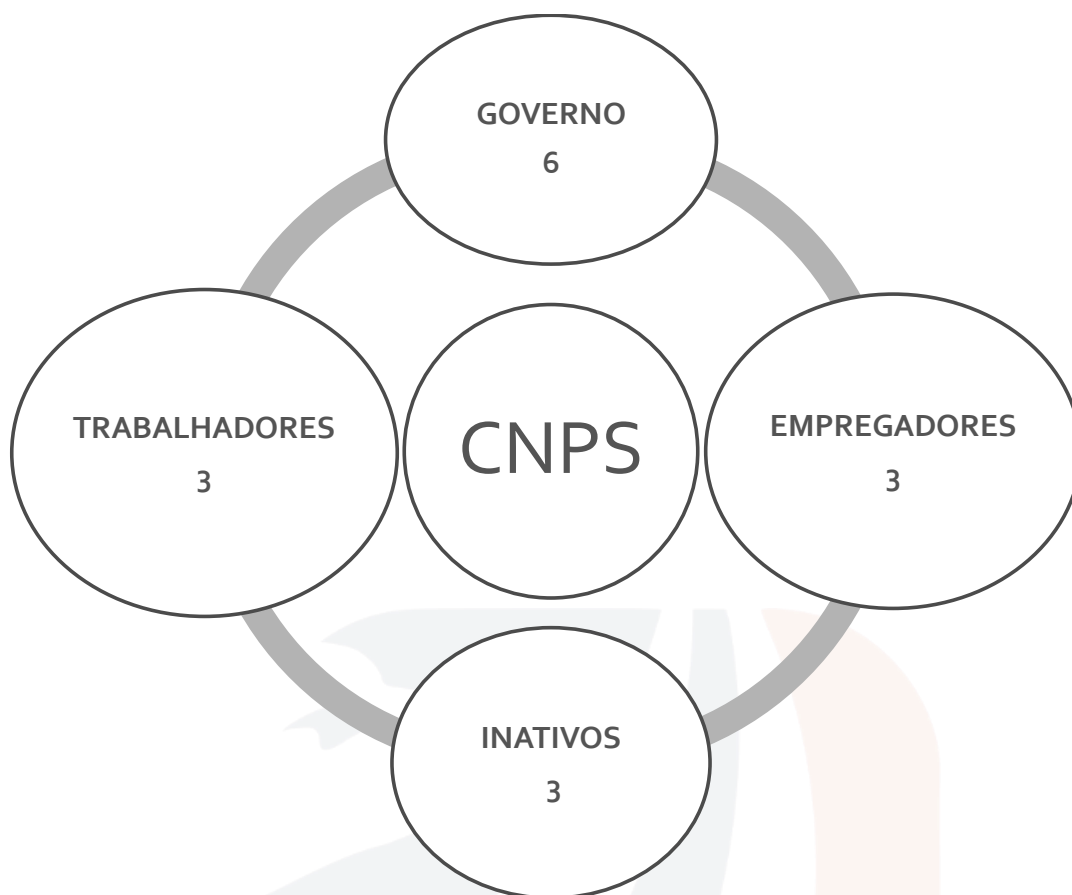 GOVERNO
6
TRABALHADORES
3
CNPS
EMPREGADORES
3
INATIVOS
3